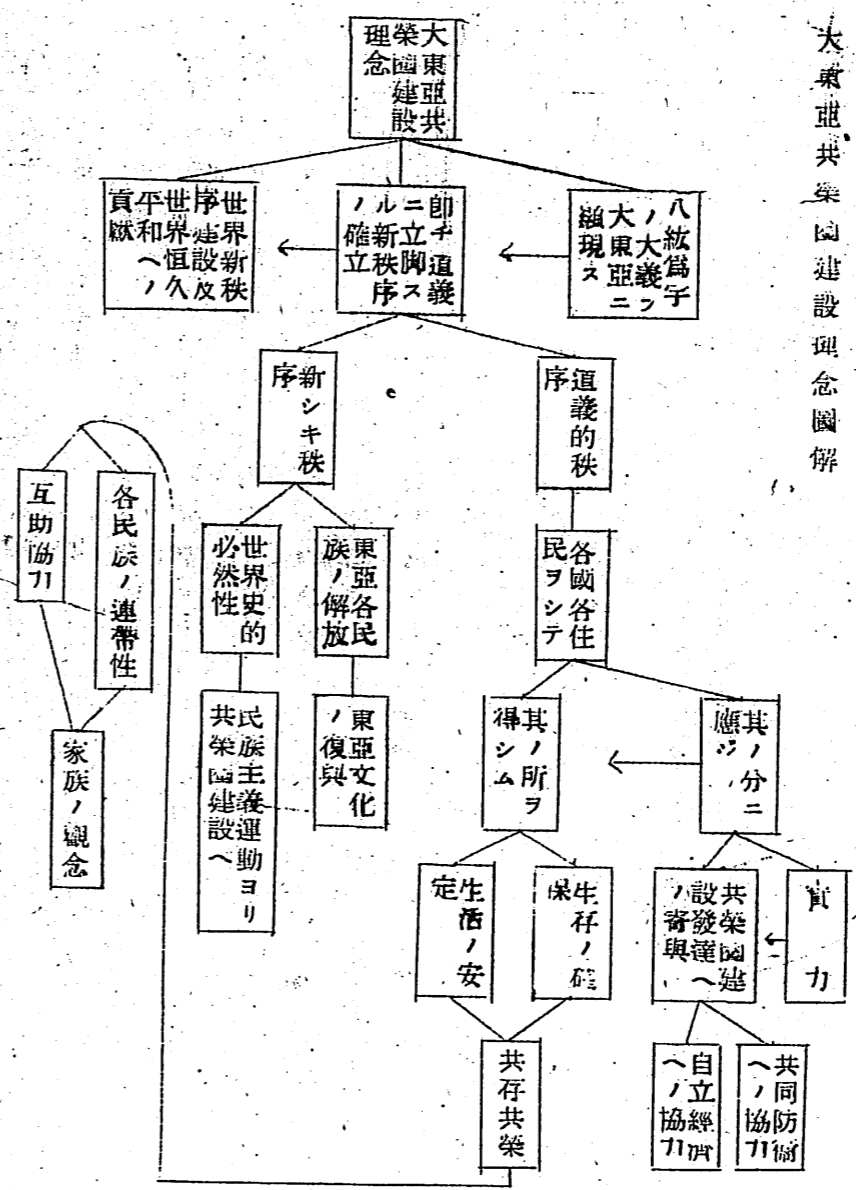 大東亞共榮圏建設理念圖解
大東亞共
榮圏建設
理念
八紘爲宇
ノ大義ヲ
大東亞ニ
顯現ス
即チ道義
ニ立脚ス
ル新秩序
ノ確立
世界新秩
序建設及
世界恒久
平和ヘノ
貢獻
道義的秩
序
新シキ秩
序
各國各住
民ヲシテ
東亞各民
族ノ解放
世界史的
必然性
各民族ノ連帶性
互助協力
其ノ分ニ
應ジ
其ノ所ヲ
得シム
東亞文化
ノ復興
民族主義運動ヨリ
共榮圏建設ヘ
家族ノ觀念
實力
共榮圏建
設發達ヘ
ノ寄與
生存ノ確
保
生活ノ安
定
共同防衞
ヘノ協力
自立經濟
ヘノ協力
共存共榮